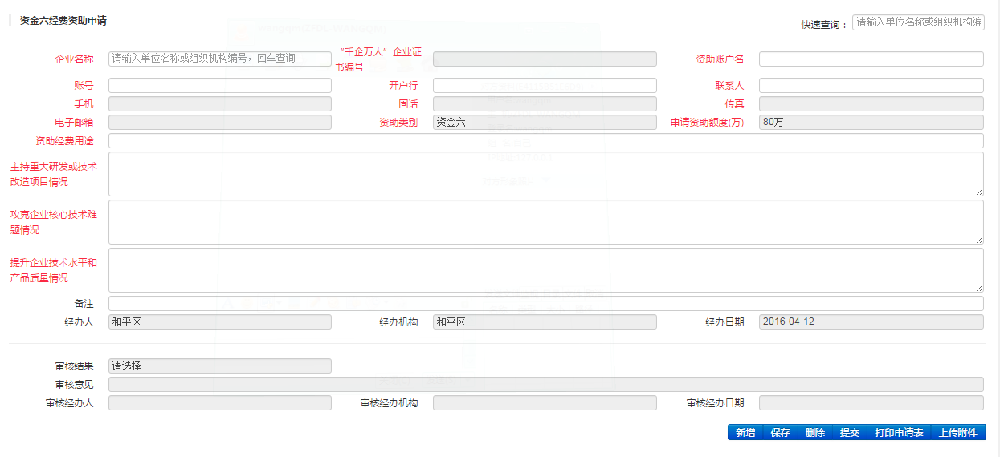 资金六经费资助申请
快速查询： 请输入单位名称或组织机构编
企业名称 请输入单位名称或组织机构编号，回车查询 “千企万人”企业证 资助账户名
书编号
账号 开户行 联系人
手机 固话 传真
电子邮箱 资助类别 资金六 申请资助额度(万) 80万
资助经费用途
主持重大研发或技术
改造项目情况
攻克企业核心技术难
题情况
提升企业技术水平和
产品质量情况
备注
经办人 和平区 经办机构 和平区 经办日期 2016-04-12
审核结果 请选择
审核意见
审核经办人 审核经办机构 审核经办日期
新增 保存 删除 提交 打印申请表 上传附件